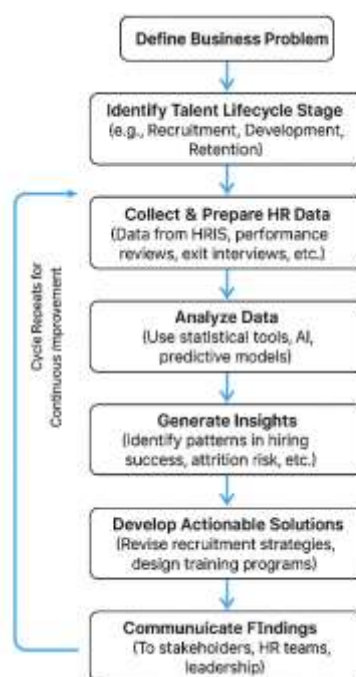 Define Business Problem
Identify Talent Lifecycle Stage
(e.g., Recruitment, Development,
Retention)
Collect & Prepare HR Data
(Data from HRIS, performance
reviews, exit interviews, etc.)
Analyze Data
(Use statistical tools, AI,
predictive models)
Generate Insights
(Identify patterns in hiring
success, attrition risk, etc.)
Develop Actionable Solutions
(Revise recruitment strategies,
design training programs)
Commuunicate FIndings
(To stakeholders, HR teams,
leadership)
Cycle Repeats for
Continuous improvement